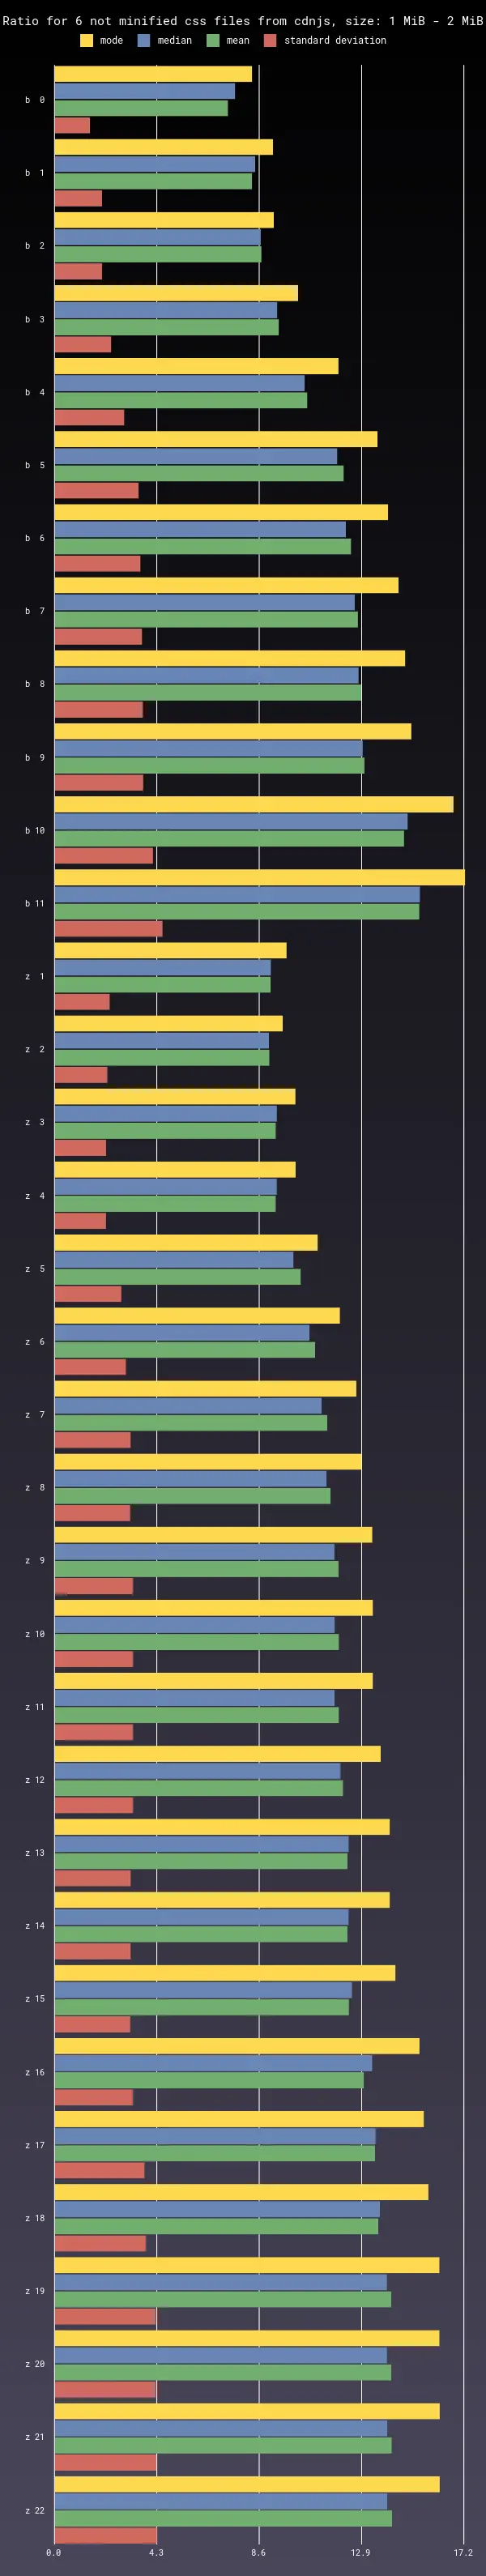 Ratio for 6 not minified css files from cdnjs, size: 1 MiB - 2 MiB
mode median mean standard deviation
b 0
b 1
b 2
b 3
b 4
b 5
b 6
b 7
b 8
b 9
b 10
b 11
z 1
z 2
z 3
z 4
z 5
z 6
z 7
z 8
z 9
z 10
z 11
z 12
z 13
z 14
z 15
z 16
z 17
z 18
z 19
z 20
z 21
z 22
0.0 4.3 8.6 12.9 17.2